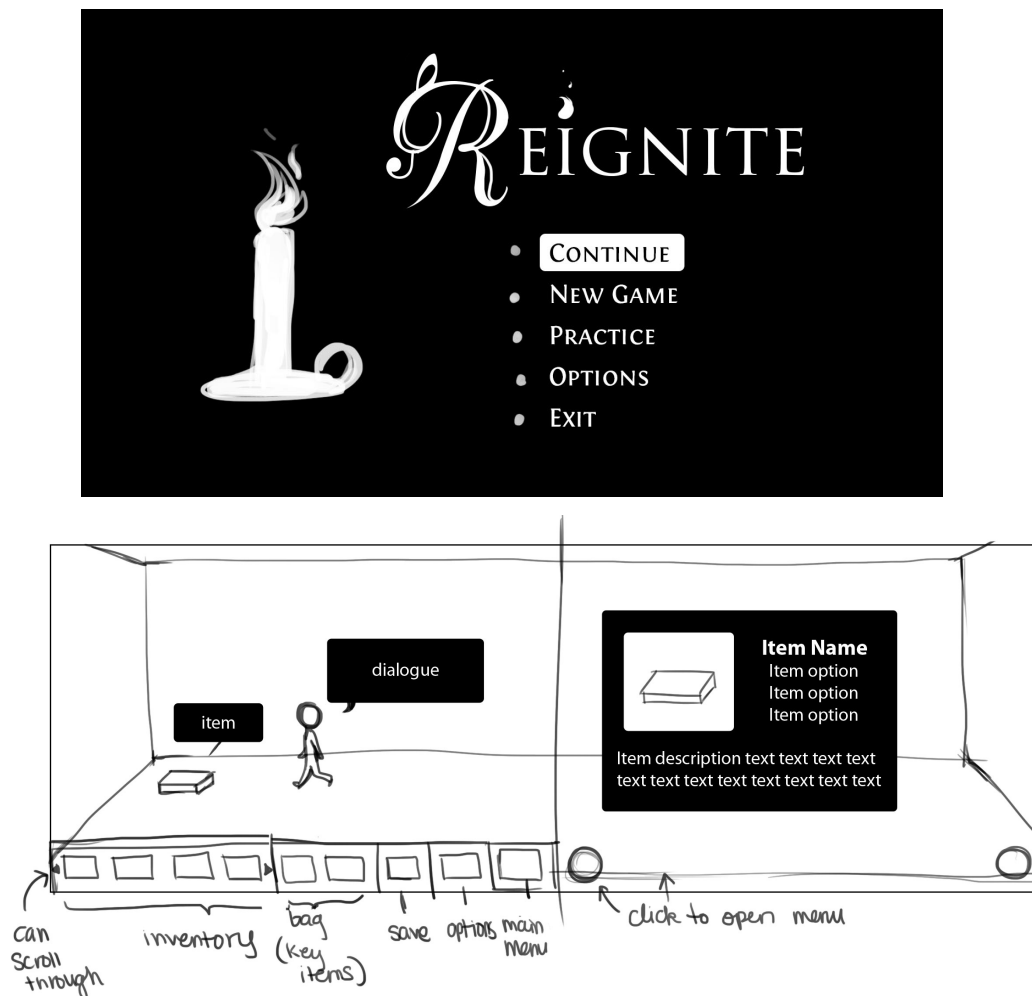 REIGNITE
CONTINUE
NEW GAME
PRACTICE
OPTIONS
EXIT
dialogue
item
Item Name
Item option
Item option
Item option
Item description text text text text
text text text text text text text text
can
scroll
through
inventory
bag
(key
items)
save
options
main
menu
click to open menu